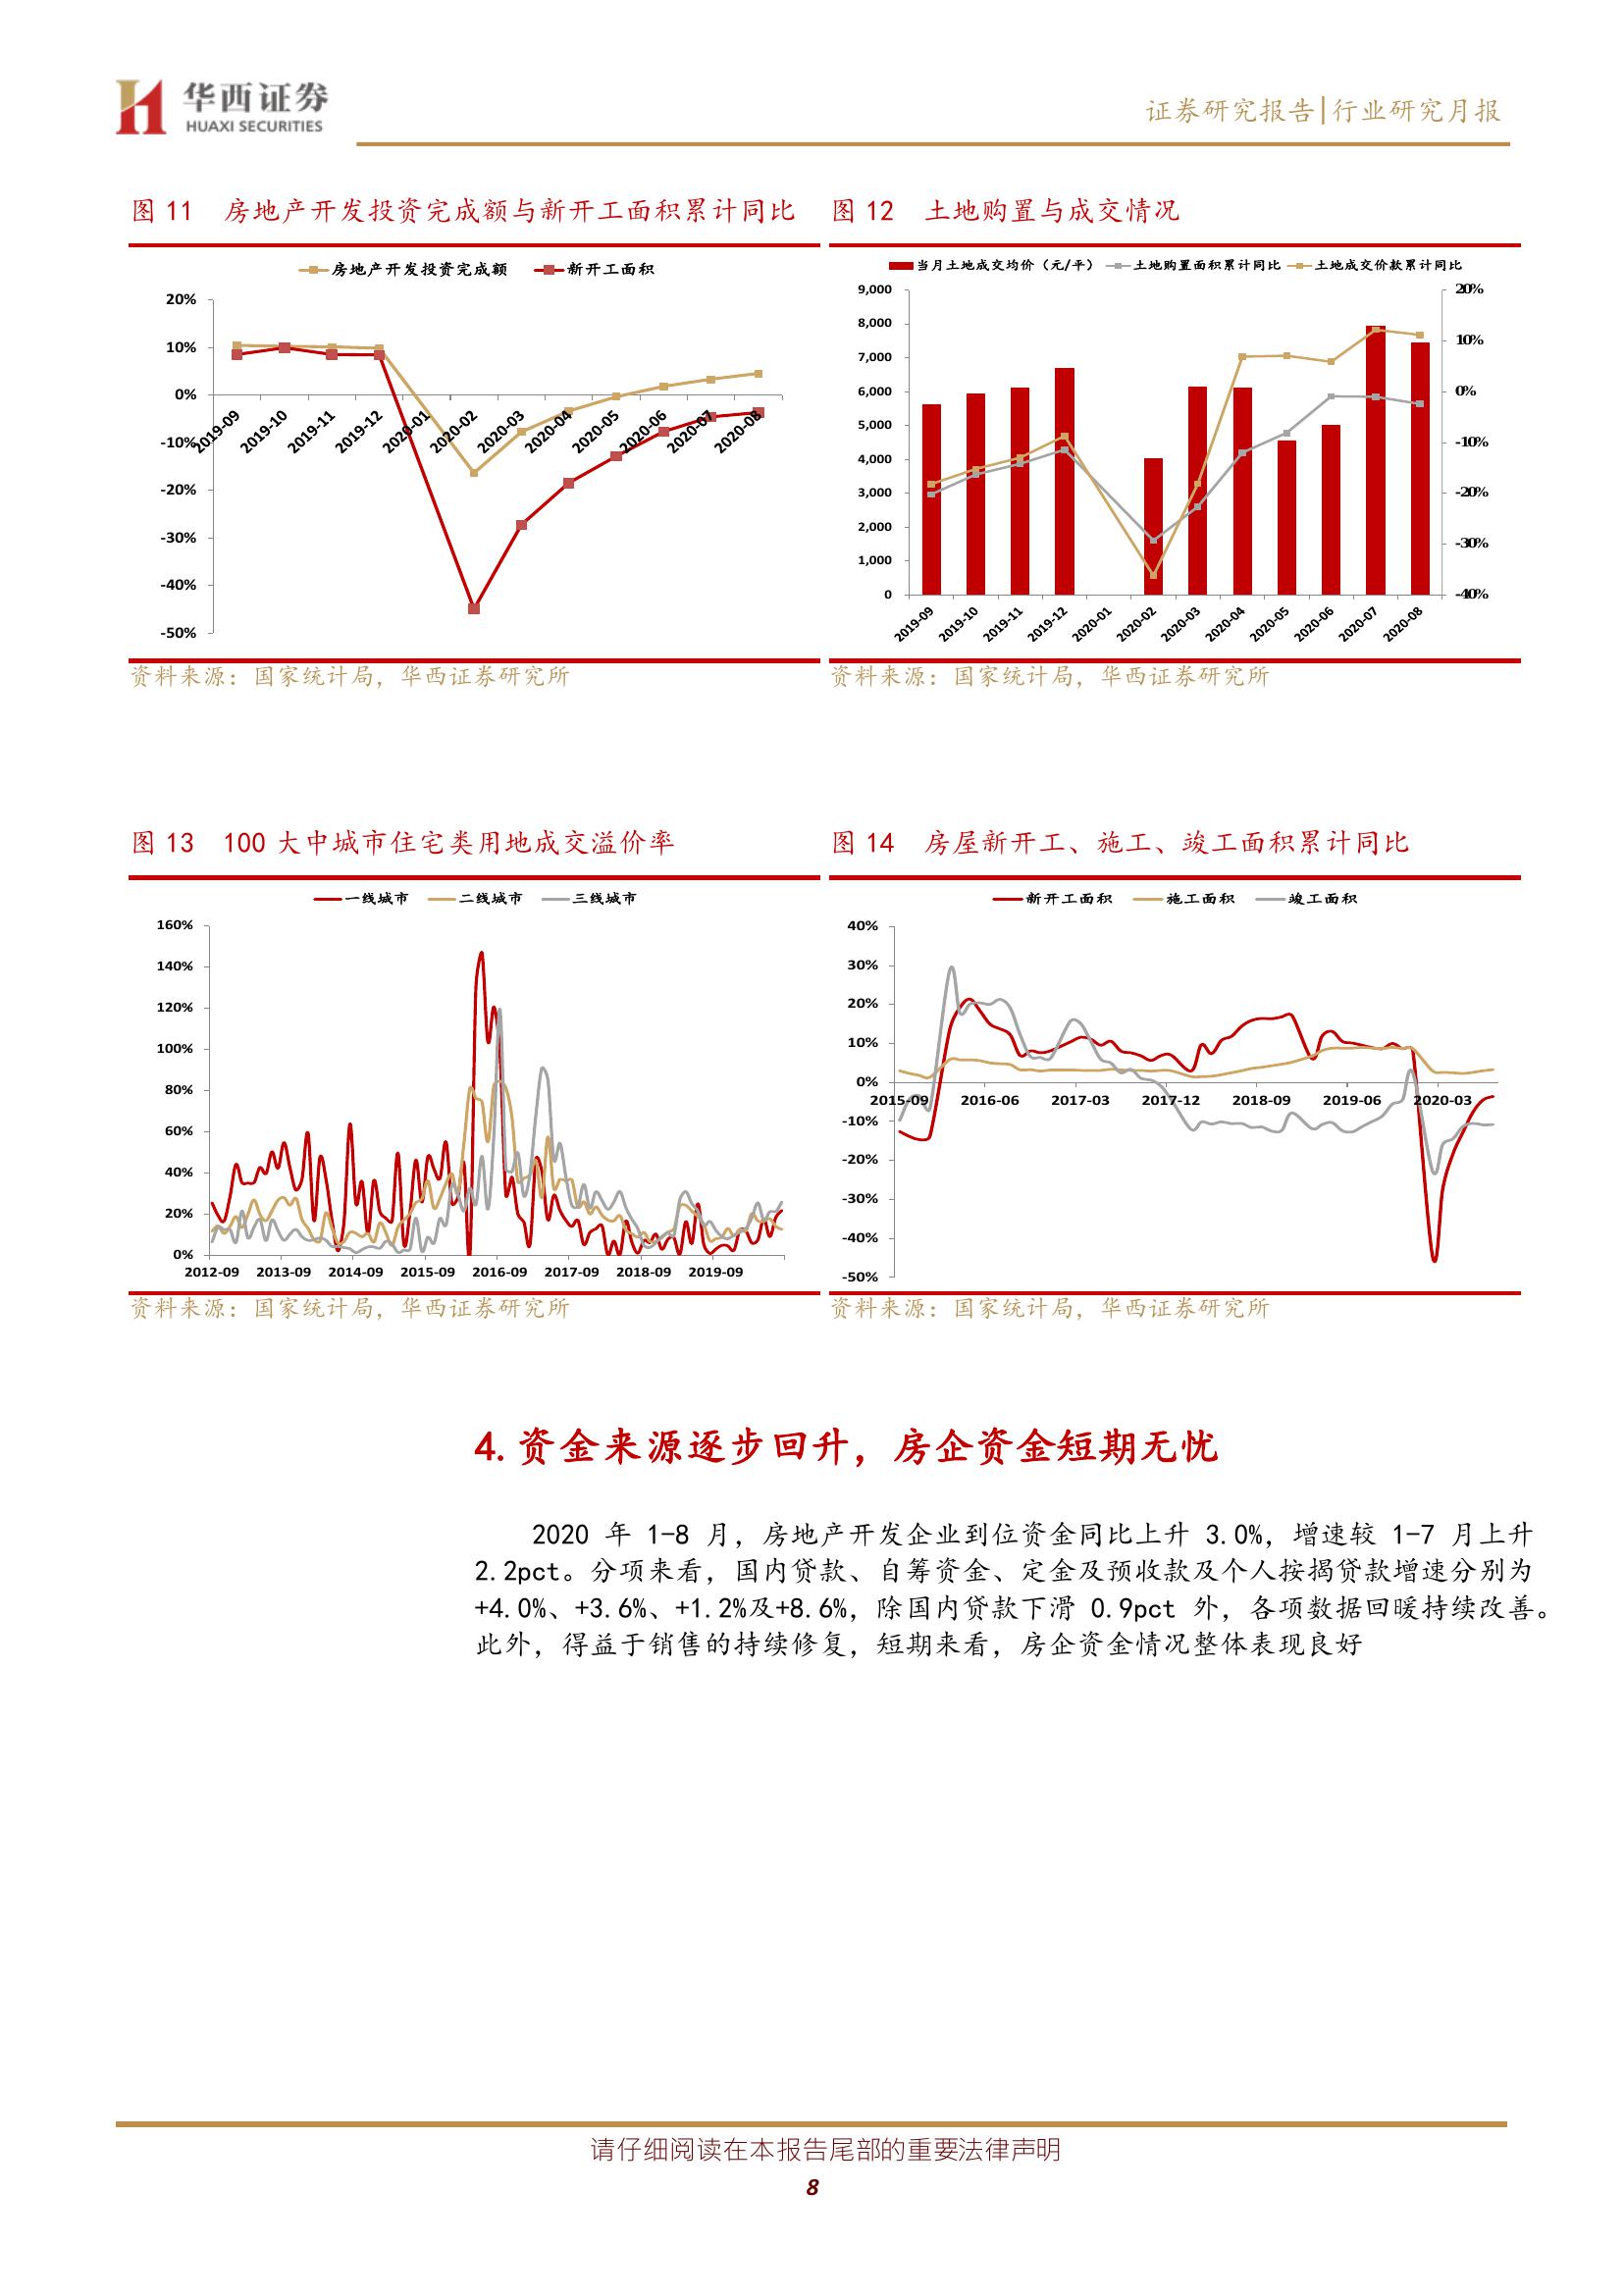 华西证券
HUAXI SECURITIES
证券研究报告|行业研究月报
图 11 房地产开发投资完成额与新开工面积累计同比
房地产开发投资完成额 新开工面积
20%
10%
0%
-10%
-20%
-30%
-40%
-50%
2019-09 2019-10 2019-11 2019-12 2020-01 2020-02 2020-03 2020-04 2020-05 2020-06 2020-07 2020-08
资料来源：国家统计局，华西证券研究所
图 12 土地购置与成交情况
当月土地成交均价（元/平） 土地购置面积累计同比 土地成交价款累计同比
9,000
8,000
7,000
6,000
5,000
4,000
3,000
2,000
1,000
0
20%
10%
0%
-10%
-20%
-30%
-40%
2019-09 2019-10 2019-11 2019-12 2020-01 2020-02 2020-03 2020-04 2020-05 2020-06 2020-07 2020-08
资料来源：国家统计局，华西证券研究所
图 13 100 大中城市住宅类用地成交溢价率
一线城市 二线城市 三线城市
160%
140%
120%
100%
80%
60%
40%
20%
0%
2012-09 2013-09 2014-09 2015-09 2016-09 2017-09 2018-09 2019-09
资料来源：国家统计局，华西证券研究所
图 14 房屋新开工、施工、竣工面积累计同比
新开工面积 施工面积 竣工面积
40%
30%
20%
10%
0%
-10%
-20%
-30%
-40%
-50%
2015-09 2016-06 2017-03 2017-12 2018-09 2019-06 2020-03
资料来源：国家统计局，华西证券研究所
4.资金来源逐步回升，房企资金短期无忧
2020 年 1-8 月，房地产开发企业到位资金同比上升 3.0%，增速较 1-7 月上升
2.2pct。分项来看，国内贷款、自筹资金、定金及预收款及个人按揭贷款增速分别为
+4.0%、+3.6%、+1.2%及+8.6%，除国内贷款下滑 0.9pct 外，各项数据回暖持续改善。
此外，得益于销售的持续修复，短期来看，房企资金情况整体表现良好
请仔细阅读在本报告尾部的重要法律声明
8